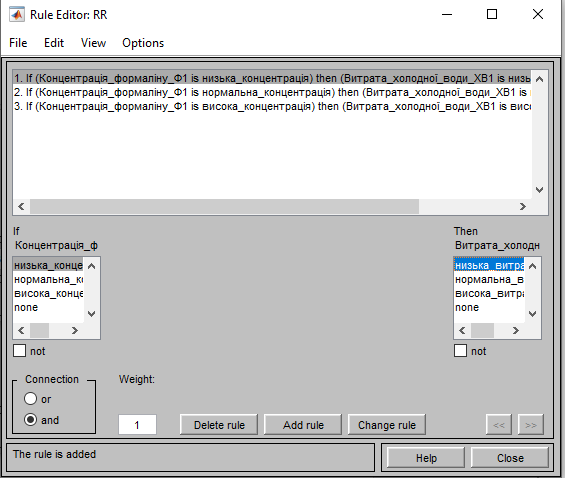 Rule Editor: RR
File Edit View Options
1. If (Концентрація_формаліну_Ф1 is низька_концентрація) then (Витрата_холодної_води_ХВ1 is низь
2. If (Концентрація_формаліну_Ф1 is нормальна_концентрація) then (Витрата_холодної_води_ХВ1 is
3. If (Концентрація_формаліну_Ф1 is висока_концентрація) then (Витрата_холодної_води_ХВ1 is висо
If Then
Концентрація_ф Витрата_холодн
низька_конце низька_витра
нормальна_ко нормальна_в
висока_конце висока_витра
none none
not not
Connection Weight:
or
and 1 Delete rule Add rule Change rule << >>
The rule is added Help Close